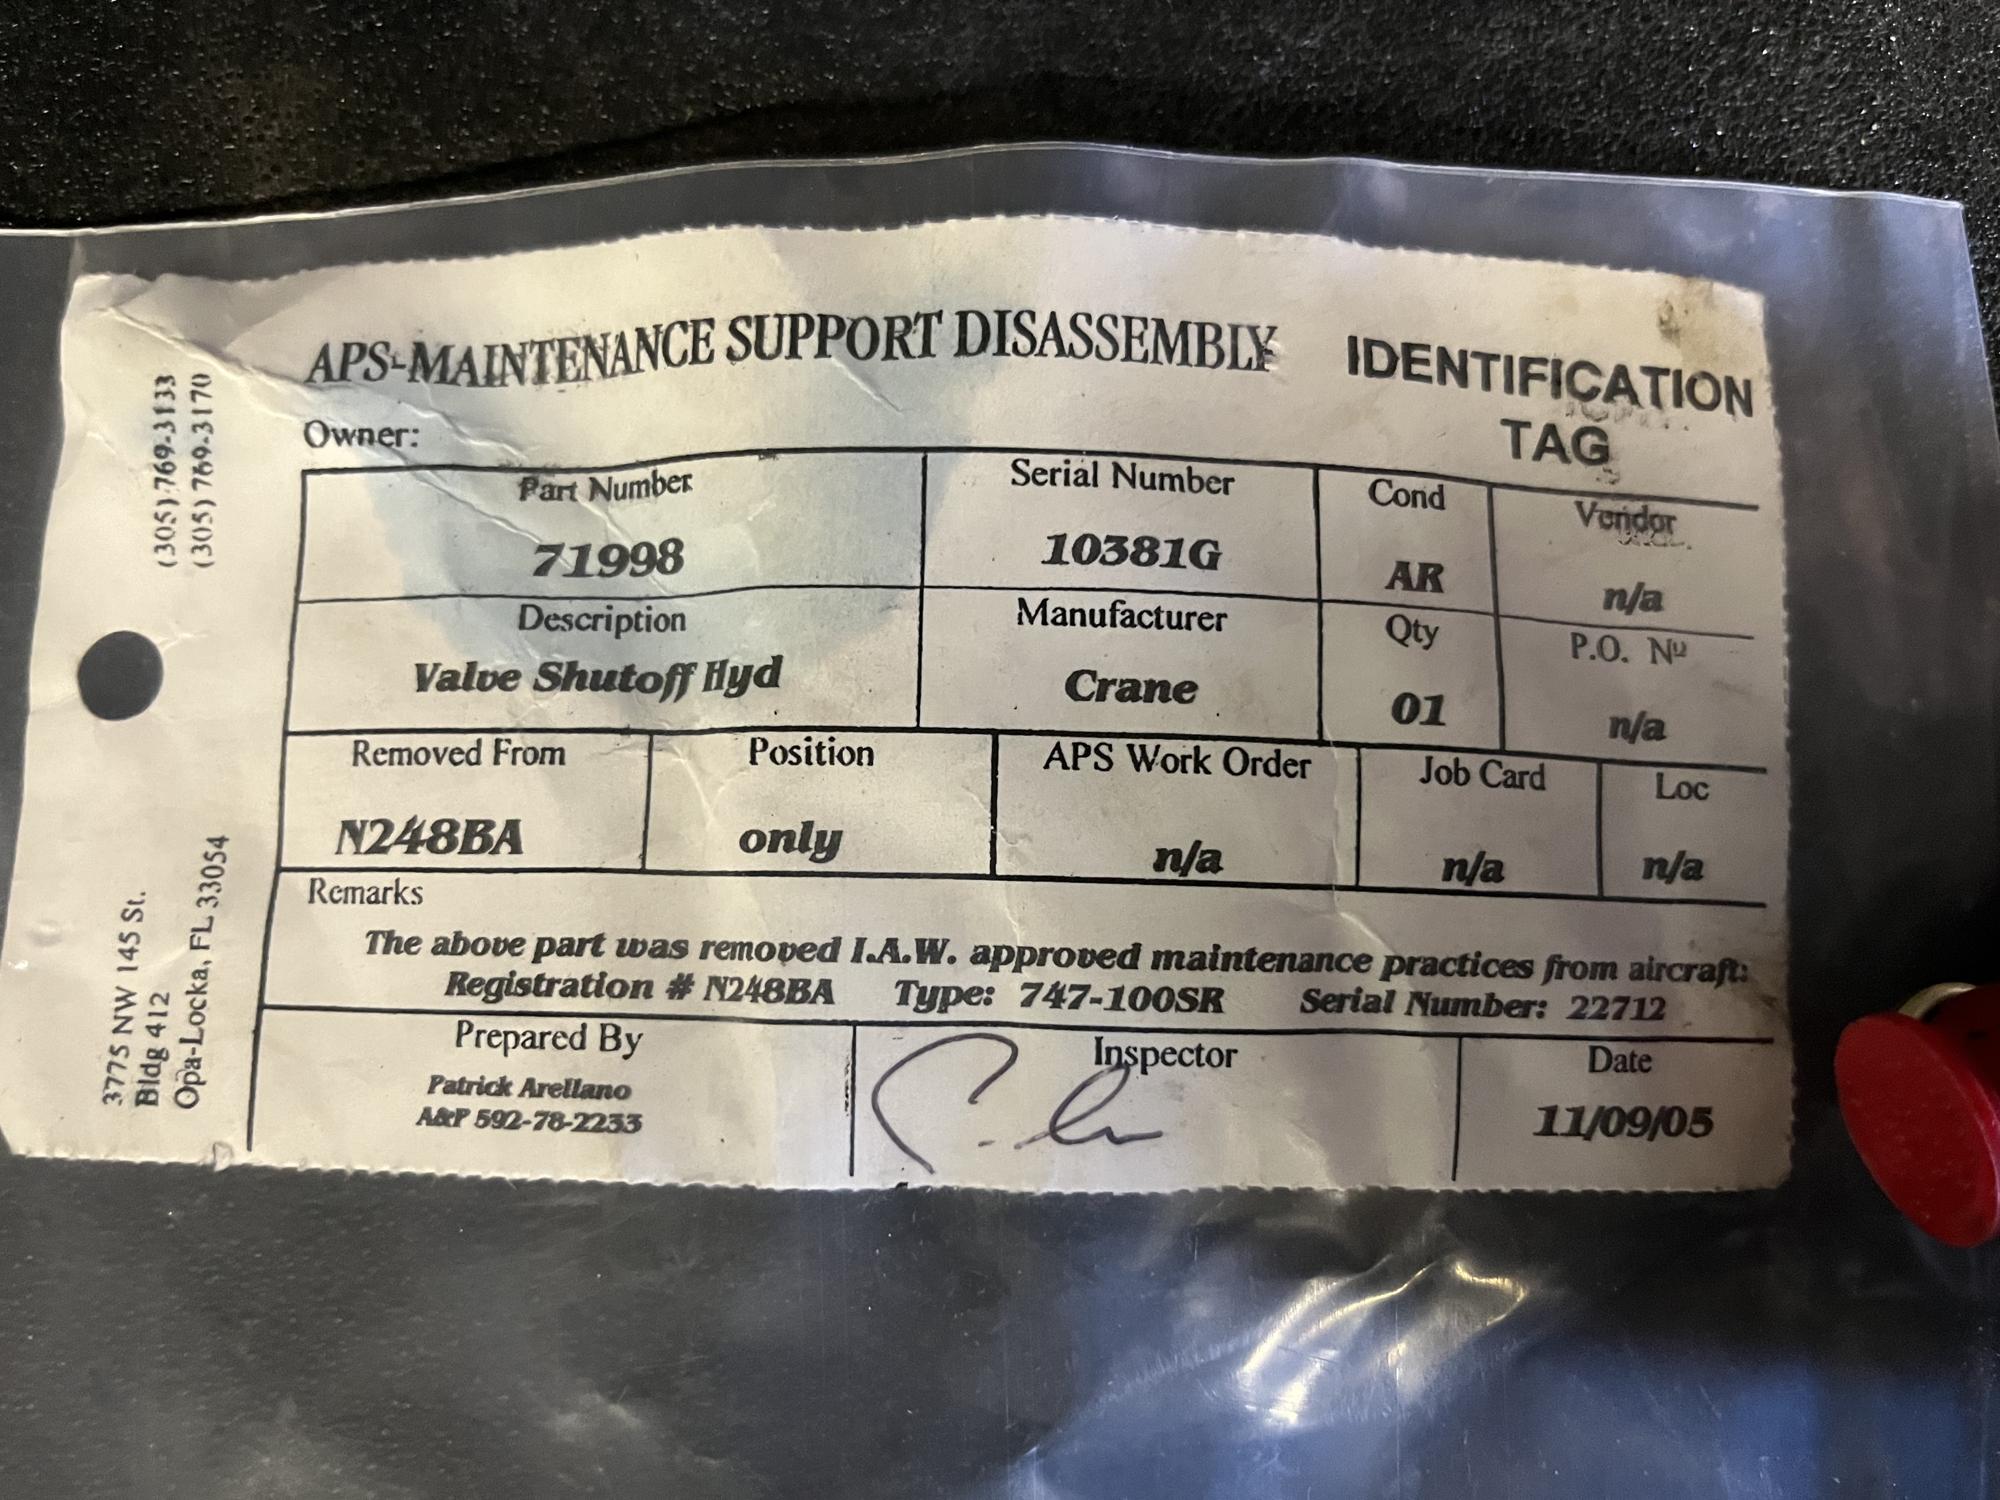 APS-MAINTENANCE SUPPORT DISASSEMBLY
IDENTIFICATION
TAG
Owner:
Part Number
71998
Serial Number
10381G
Cond
AR
Vendor
n/a
Description
Valve Shutoff Hyd
Manufacturer
Crane
Qty
01
P.O. Nº
n/a
Removed From
N248BA
Position
only
APS Work Order
n/a
Job Card
n/a
Loc
n/a
Remarks
The above part was removed I.A.W. approved maintenance practices from aircraft:
Registration # N248BA Type: 747-100SR Serial Number: 22712
Prepared By
Patrick Arellano
A&P 592-78-2233
Inspector
Date
11/09/05
(305) 769-3133
(305) 769-3170
3775 NW 145 St.
Bldg 412
Opa-Locka, FL 33054